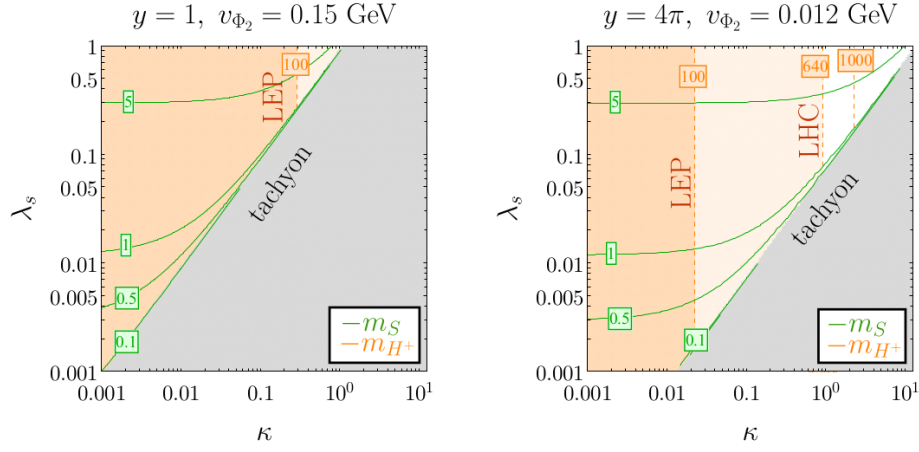 y = 1, v_{Φ_2} = 0.15 GeV
1
0.5
0.1
0.05
0.01
0.005
0.001
λ_s
5
1
0.5
0.1
100
LEP
tachyon
−m_S
−m_{H^+}
0.001
0.01
0.1
10^0
10^1
κ
y = 4π, v_{Φ_2} = 0.012 GeV
1
0.5
0.1
0.05
0.01
0.005
0.001
λ_s
5
1
0.5
0.1
100
640
1000
LEP
LHC
tachyon
−m_S
−m_{H^+}
0.001
0.01
0.1
10^0
10^1
κ